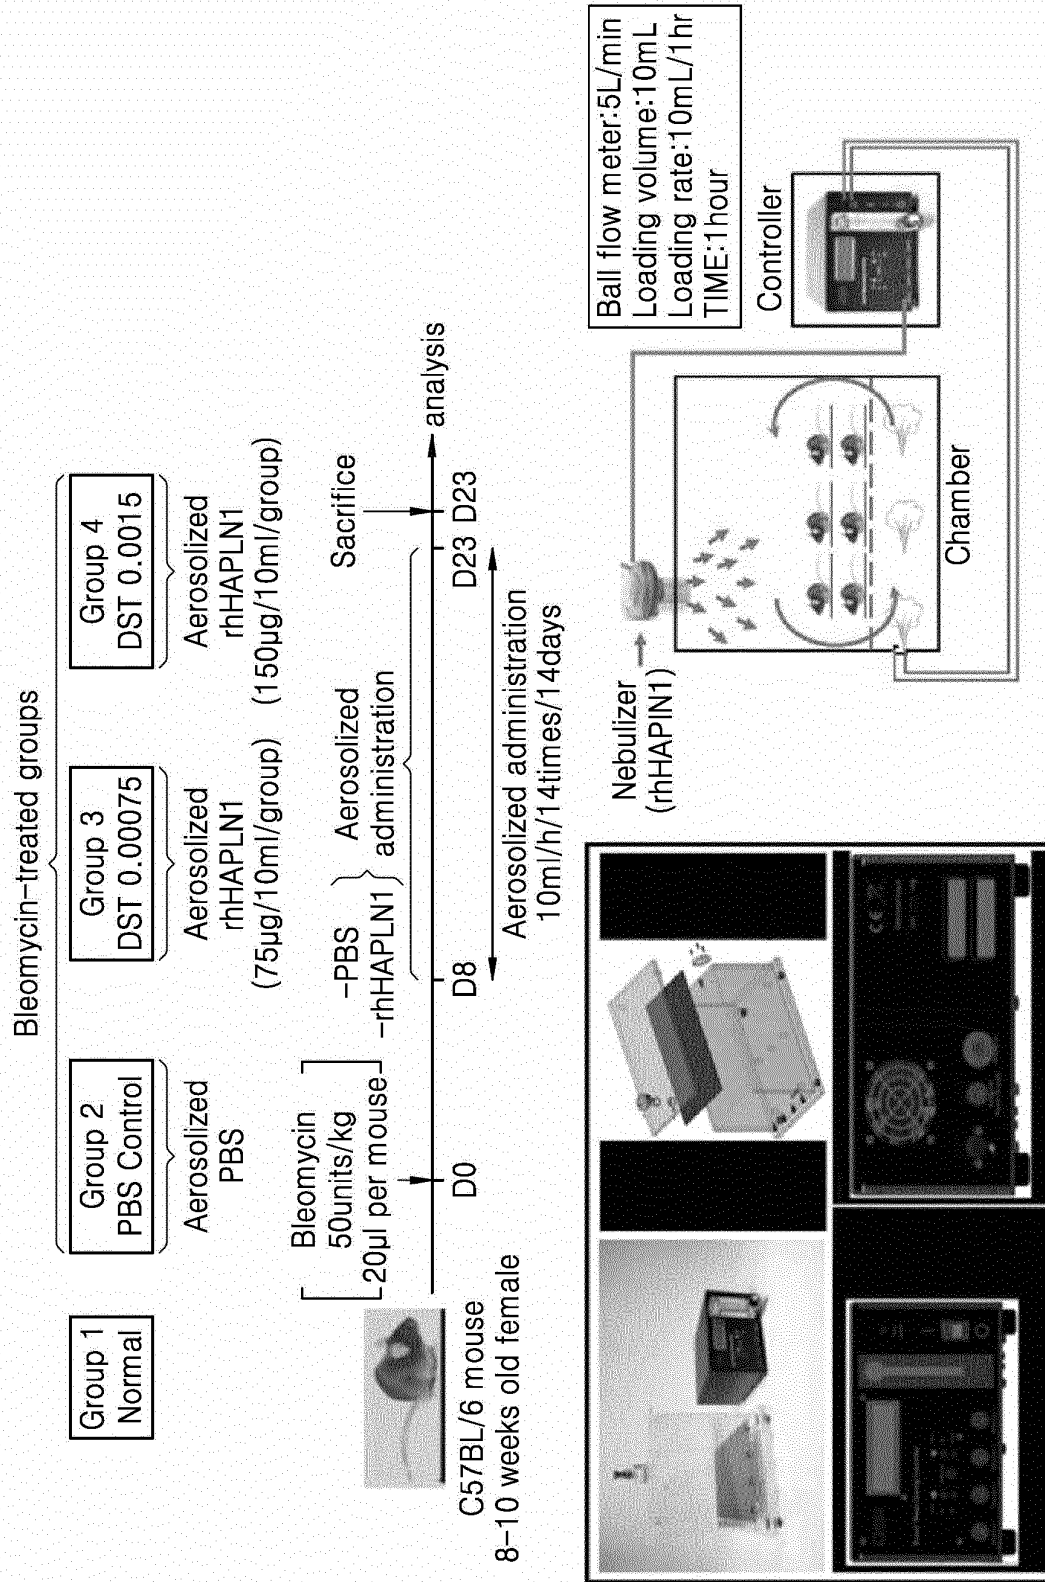 Bleomycin-treated groups
Group 1
Normal
Group 2
PBS Control
Group 3
DST 0.00075
Group 4
DST 0.0015
Aerosolized
PBS
Aerosolized
rhHAPLN1
(75μg/10ml/group)
Aerosolized
rhHAPLN1
(150μg/10ml/group)
Bleomycin
50units/kg
20μl per mouse
-PBS
-rhHAPLN1
Aerosolized
administration
Sacrifice
analysis
D0
D8
D23
D23
C57BL/6 mouse
8-10 weeks old female
Aerosolized administration
10ml/h/14times/14days
Nebulizer
(rhHAPIN1)
Chamber
Controller
Ball flow meter:5L/min
Loading volume:10mL
Loading rate:10mL/1hr
TIME:1hour